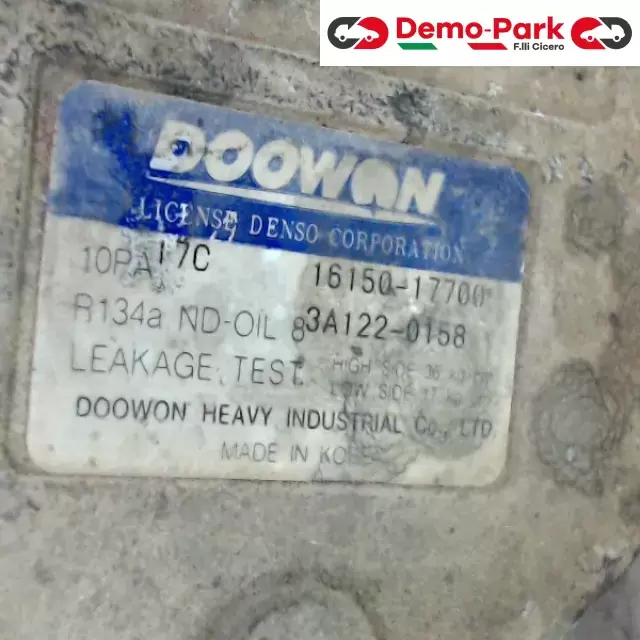 Demo-Park
F.lli Cicero
DOOWON
LICENSE DENSO CORPORATION
10PA17C 16150-17700
R134a ND-OIL 8 3A122-0158
LEAKAGE TEST HIGH SIDE
LOW SIDE
DOOWON HEAVY INDUSTRIAL Co., LTD
MADE IN